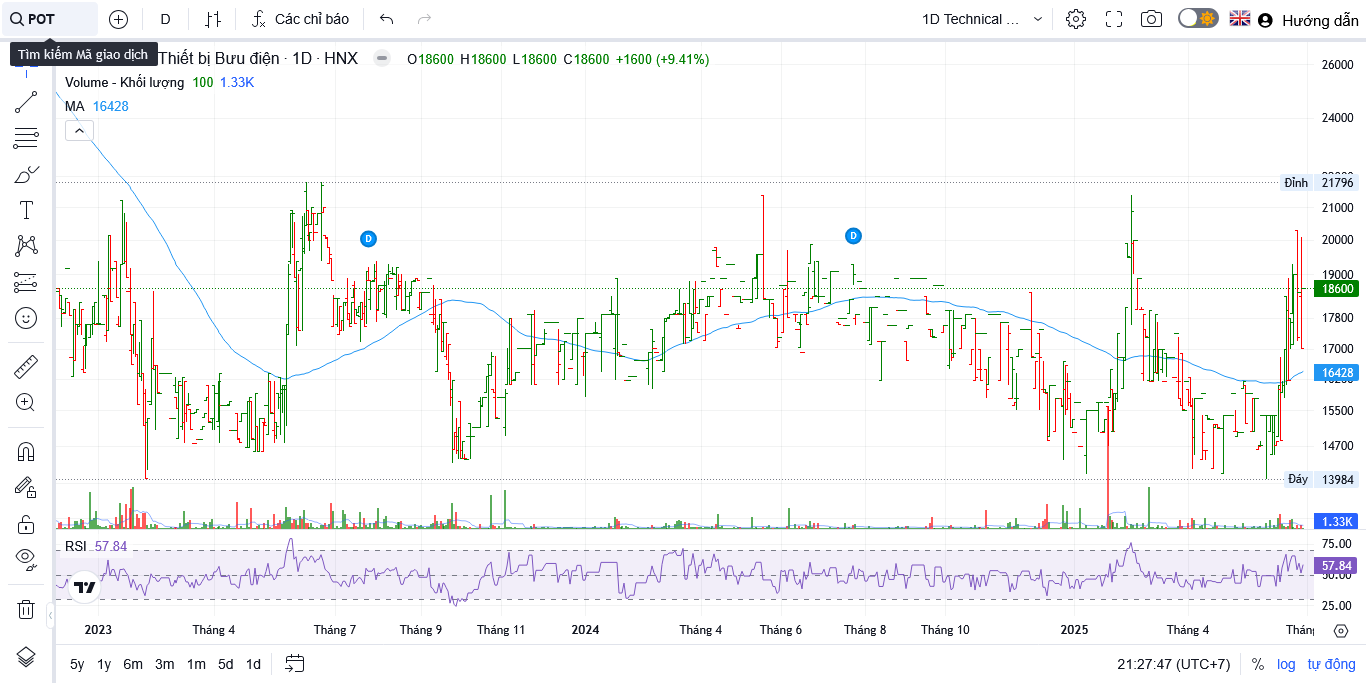 POT
D
Các chỉ báo
1D Technical ...
Hướng dẫn
Tìm kiếm Mã giao dịch
Thiết bị Bưu điện · 1D · HNX
O18600 H18600 L18600 C18600 +1600 (+9.41%)
Volume - Khối lượng 100 1.33K
MA 16428
26000
24000
Đỉnh 21796
21000
20000
19000
18600
17800
17000
16428
15500
14700
Đáy 13984
1.33K
D
D
RSI 57.84
75.00
57.84
50.00
25.00
2023 Tháng 4 Tháng 7 Tháng 9 Tháng 11 2024 Tháng 4 Tháng 6 Tháng 8 Tháng 10 2025 Tháng 4 Tháng
5y 1y 6m 3m 1m 5d 1d
21:27:47 (UTC+7) % log tự động